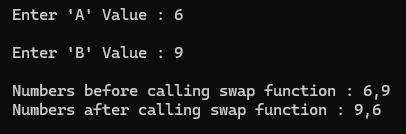 Enter 'A' Value : 6
Enter 'B' Value : 9
Numbers before calling swap function : 6,9
Numbers after calling swap function : 9,6